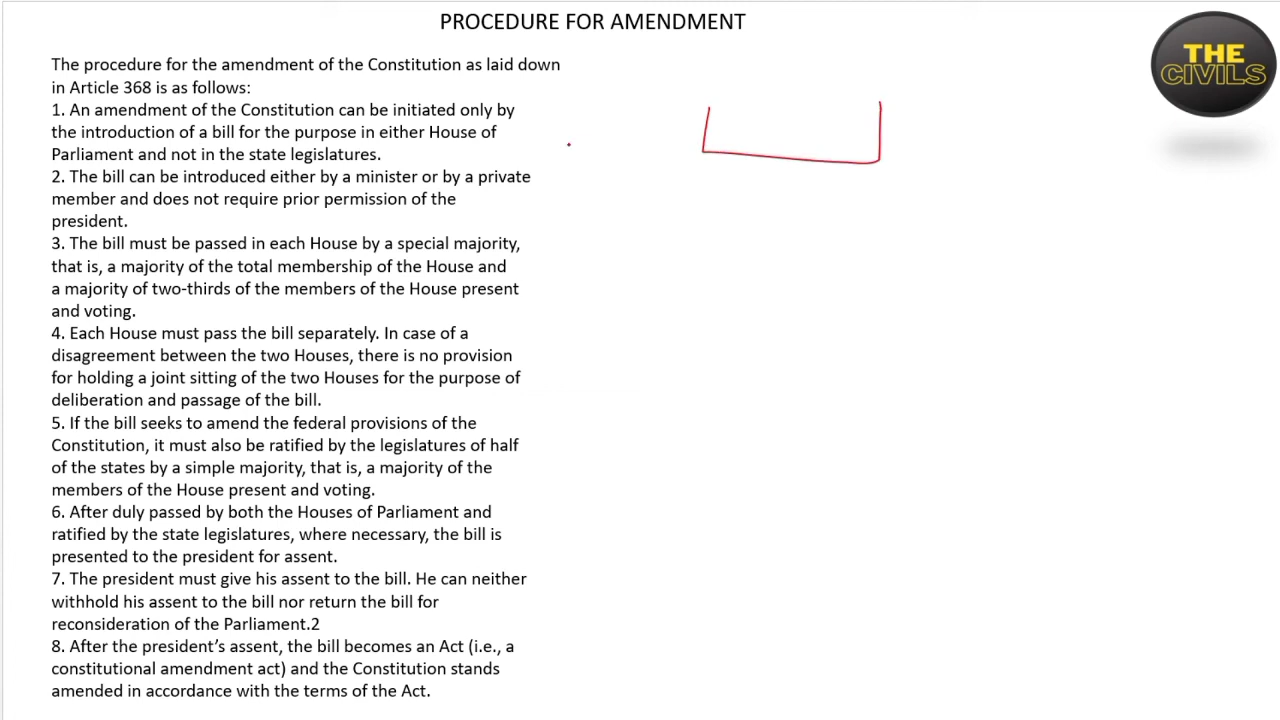 PROCEDURE FOR AMENDMENT
THE
CIVILS
The procedure for the amendment of the Constitution as laid down
in Article 368 is as follows:
1. An amendment of the Constitution can be initiated only by
the introduction of a bill for the purpose in either House of
Parliament and not in the state legislatures.
2. The bill can be introduced either by a minister or by a private
member and does not require prior permission of the
president.
3. The bill must be passed in each House by a special majority,
that is, a majority of the total membership of the House and
a majority of two-thirds of the members of the House present
and voting.
4. Each House must pass the bill separately. In case of a
disagreement between the two Houses, there is no provision
for holding a joint sitting of the two Houses for the purpose of
deliberation and passage of the bill.
5. If the bill seeks to amend the federal provisions of the
Constitution, it must also be ratified by the legislatures of half
of the states by a simple majority, that is, a majority of the
members of the House present and voting.
6. After duly passed by both the Houses of Parliament and
ratified by the state legislatures, where necessary, the bill is
presented to the president for assent.
7. The president must give his assent to the bill. He can neither
withhold his assent to the bill nor return the bill for
reconsideration of the Parliament.2
8. After the president’s assent, the bill becomes an Act (i.e., a
constitutional amendment act) and the Constitution stands
amended in accordance with the terms of the Act.